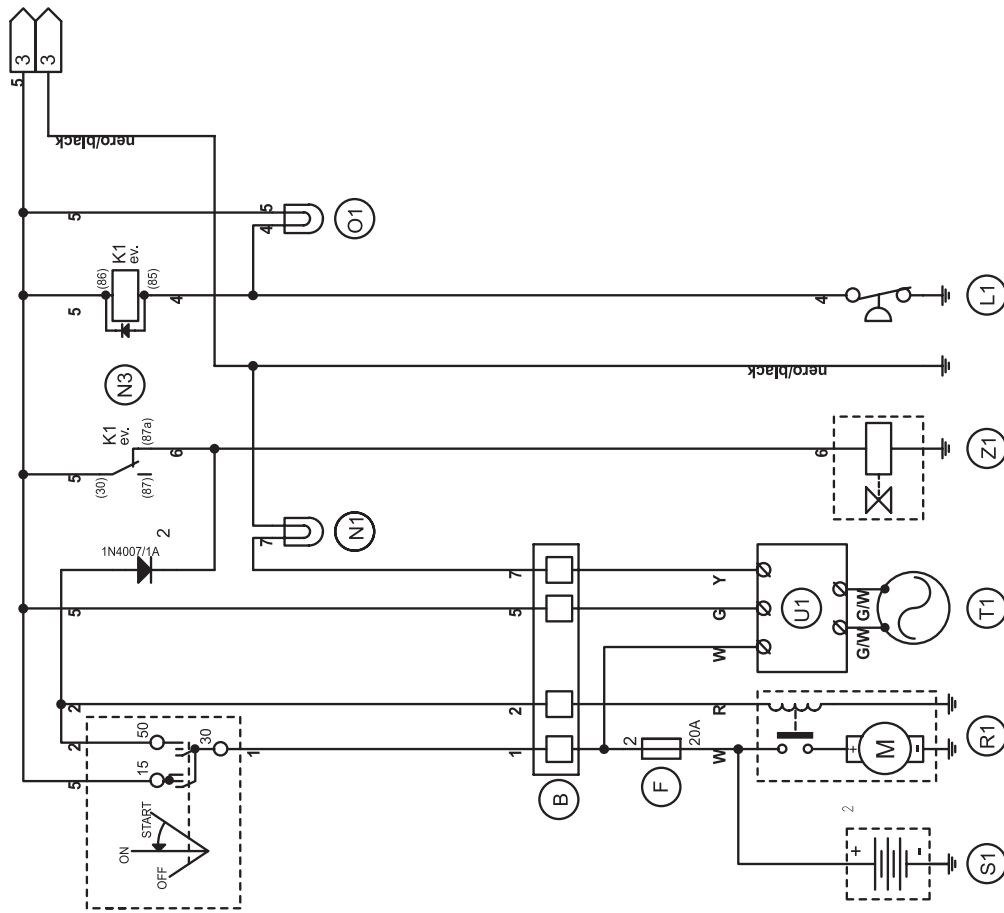 3
3
5
nero/black
5
5
4
O1
K1
ev.
(86)
(85)
5
4
4
L1
N3
nero/black
K1
ev.
(30)
(87a)
(87)
5
6
6
Z1
1N4007/1A
2
7
N1
5
7
5
Y
G
W
U1
G/W
G/W
T1
2
2
R
2
5
50
15
30
1
1
START
ON
OFF
B
2
20A
F
W
+
M
-
R1
2
+
-
S1